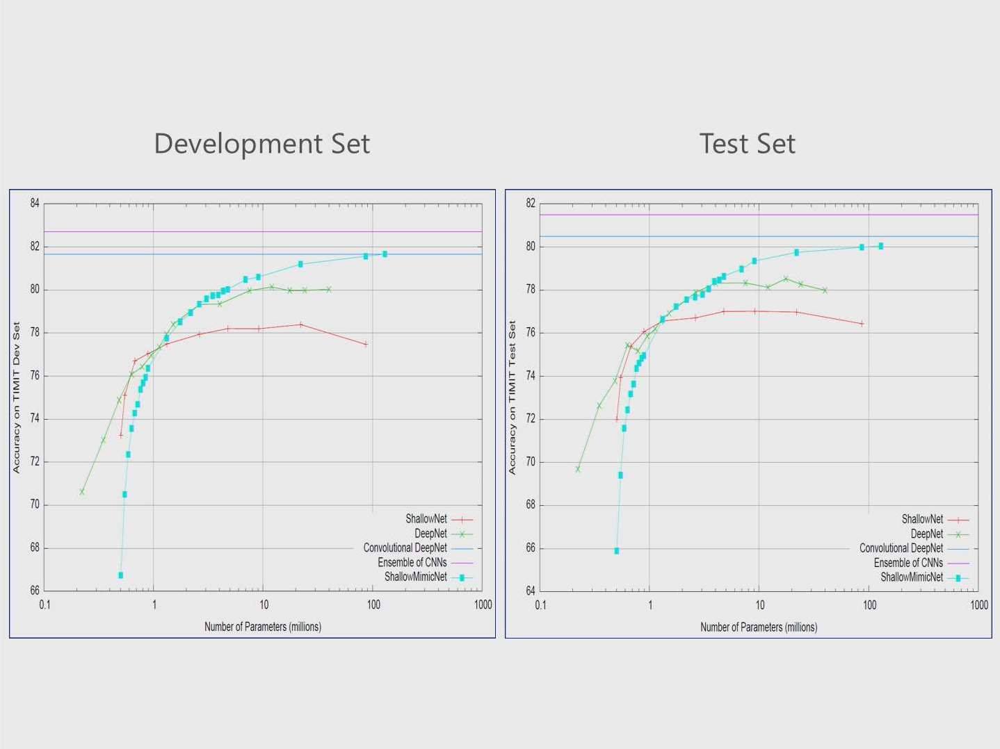 Development Set
84
82
80
78
76
74
72
70
68
66
Accuracy on TIMIT Dev Set
ShallowNet
DeepNet
Convolutional DeepNet
Ensemble of CNNs
ShallowMimicNet
0.1 1 10 100 1000
Number of Parameters (millions)
Test Set
82
80
78
76
74
72
70
68
66
64
Accuracy on TIMIT Test Set
ShallowNet
DeepNet
Convolutional DeepNet
Ensemble of CNNs
ShallowMimicNet
0.1 1 10 100 1000
Number of Parameters (millions)